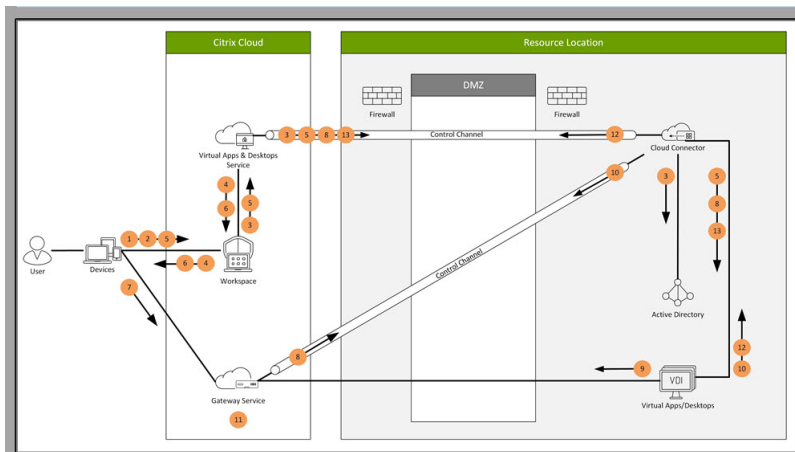 Citrix Cloud
Resource Location
DMZ
Firewall
Firewall
3 5 8 13
Control Channel
12
Virtual Apps & Desktops
Service
Cloud Connector
4
6
5
3
10
3
5
8
13
1 2 5
User
Devices
6 4
Workspace
Control Channel
7
Active Directory
8
12
10
9
VDI
Gateway Service
Virtual Apps/Desktops
11